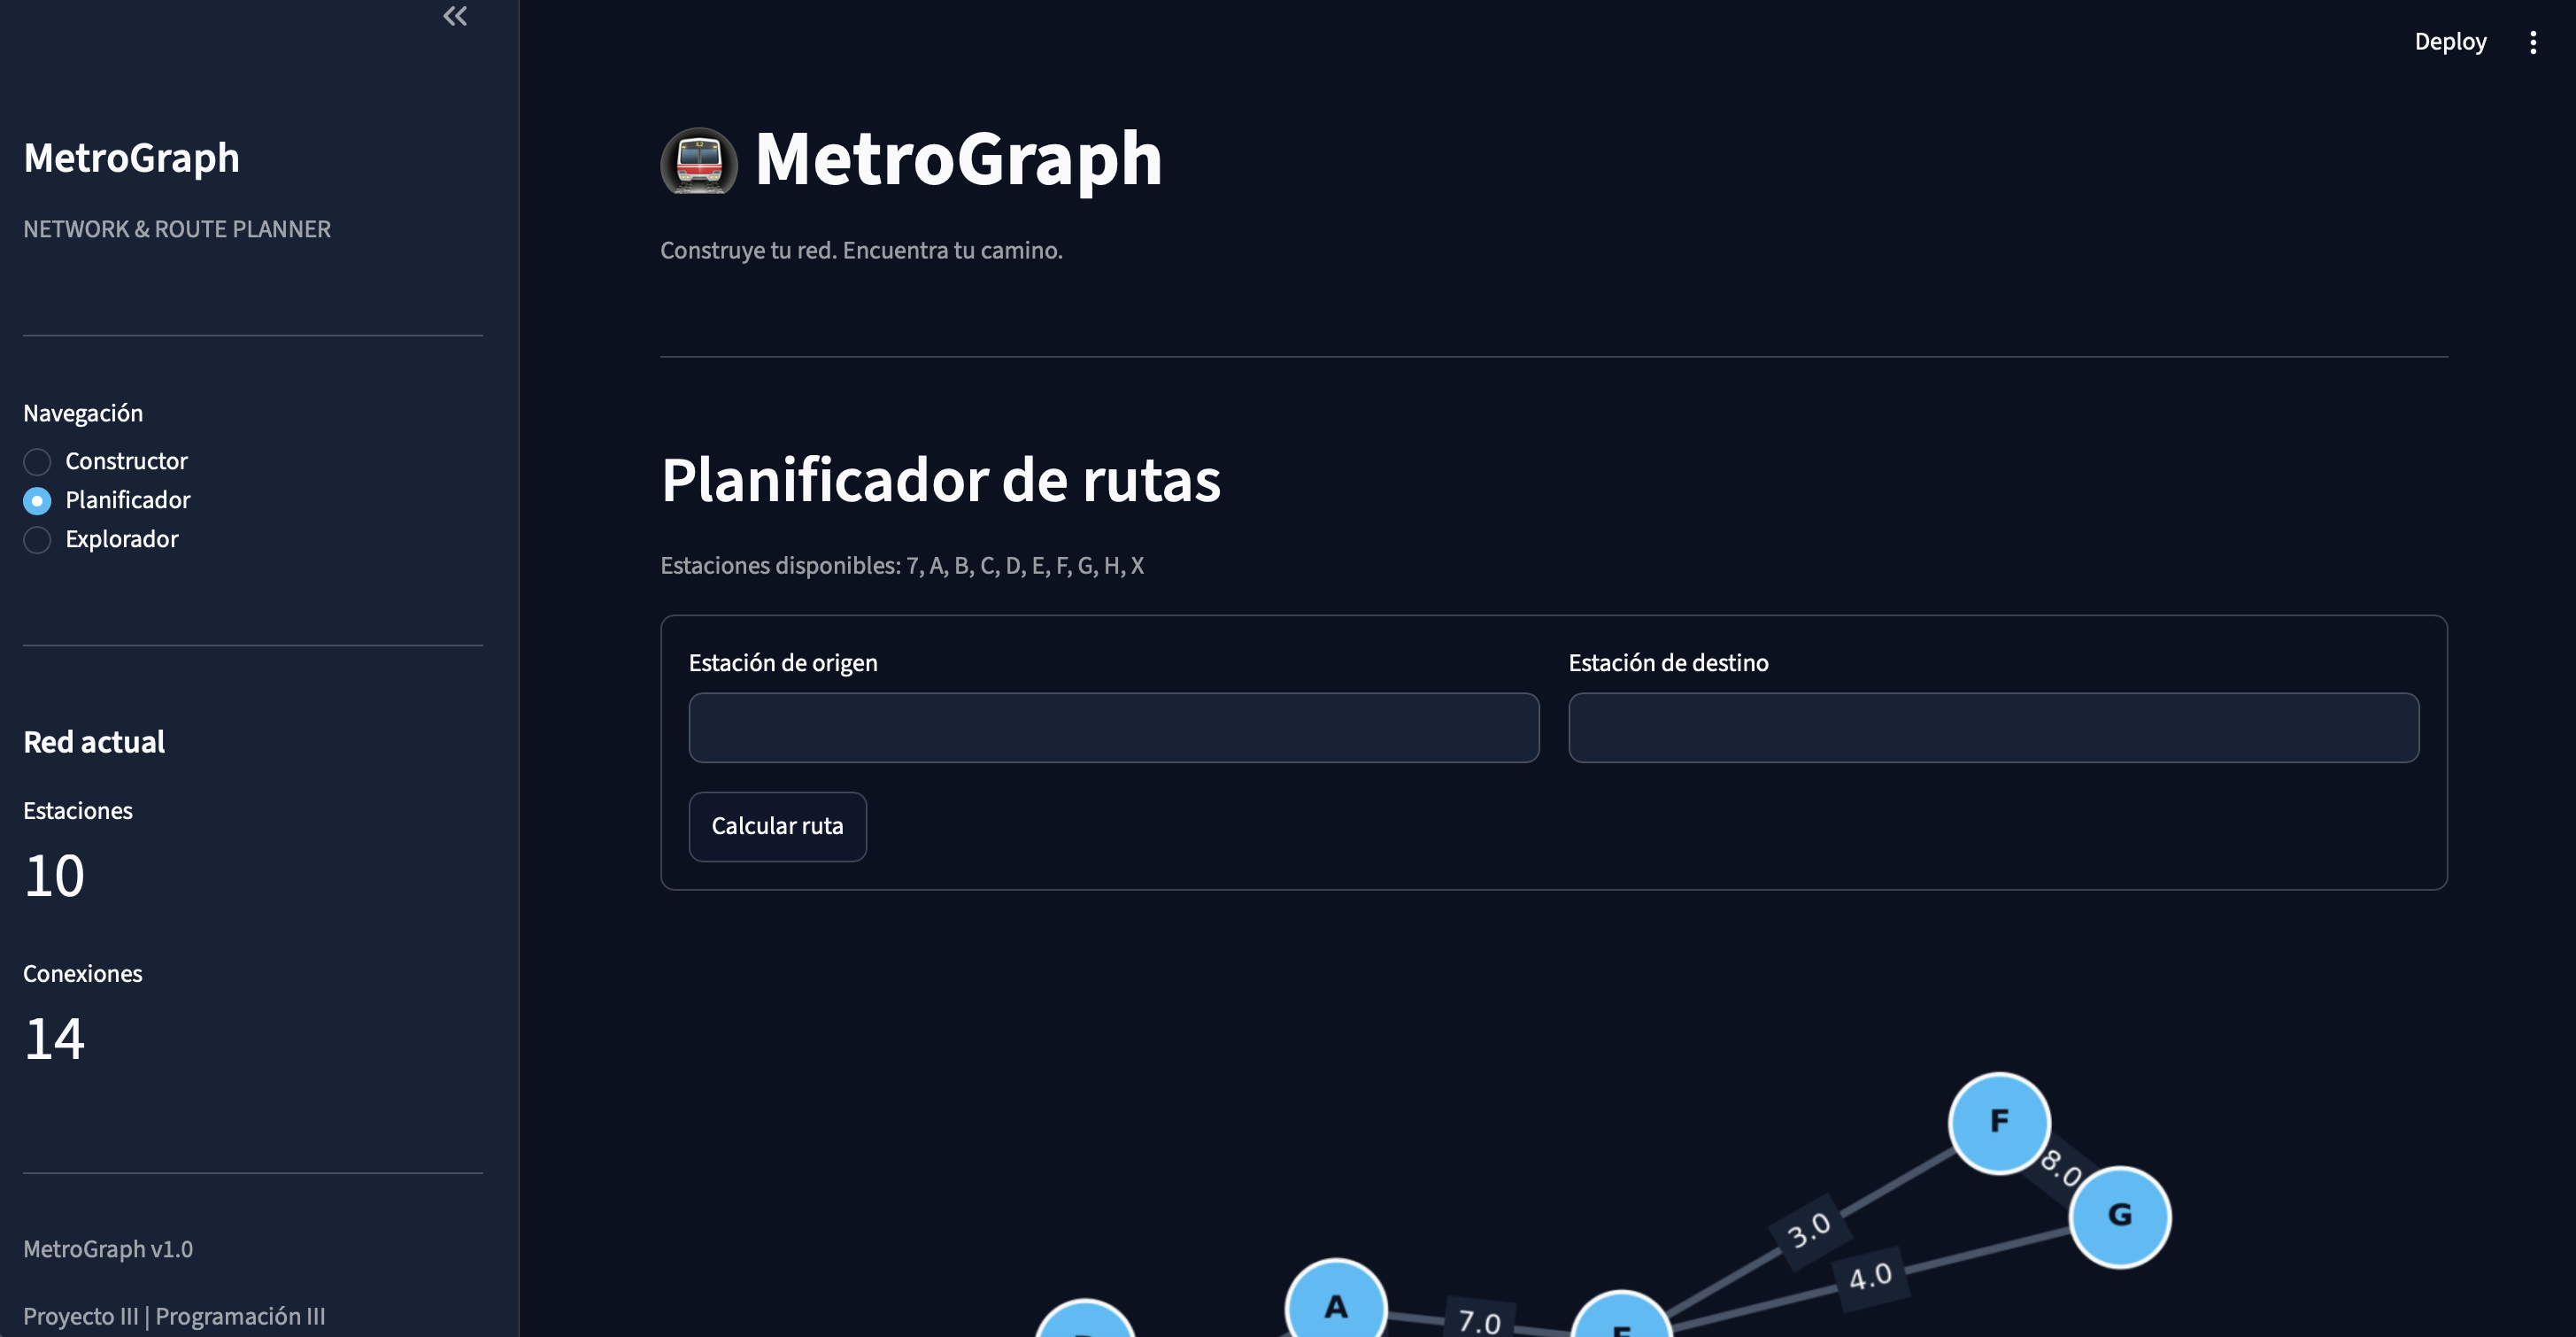 Deploy
MetroGraph
NETWORK & ROUTE PLANNER
Navegación
Constructor
Planificador
Explorador
Red actual
Estaciones
10
Conexiones
14
MetroGraph v1.0
Proyecto III | Programación III
MetroGraph
Construye tu red. Encuentra tu camino.
Planificador de rutas
Estaciones disponibles: 7, A, B, C, D, E, F, G, H, X
Estación de origen
Estación de destino
Calcular ruta
F
8.0
G
3.0
4.0
A
7.0